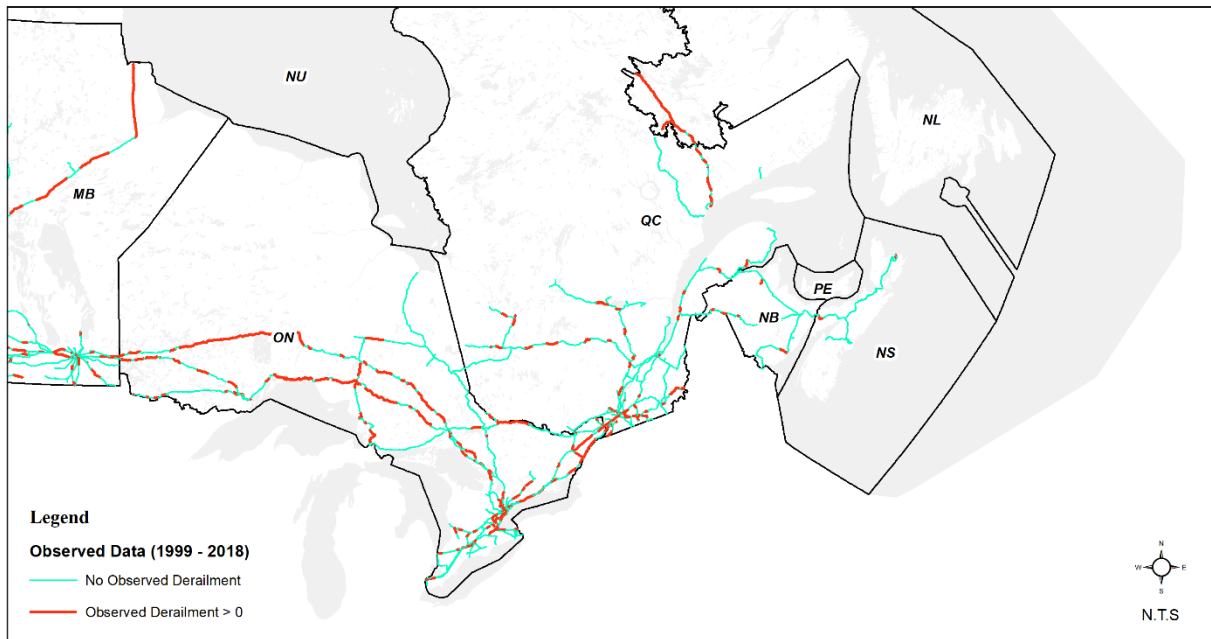 NU
NL
MB
QC
PE
NB
ON
NS
Legend
Observed Data (1999 - 2018)
No Observed Derailment
Observed Derailment > 0
N
W E
S
N.T.S